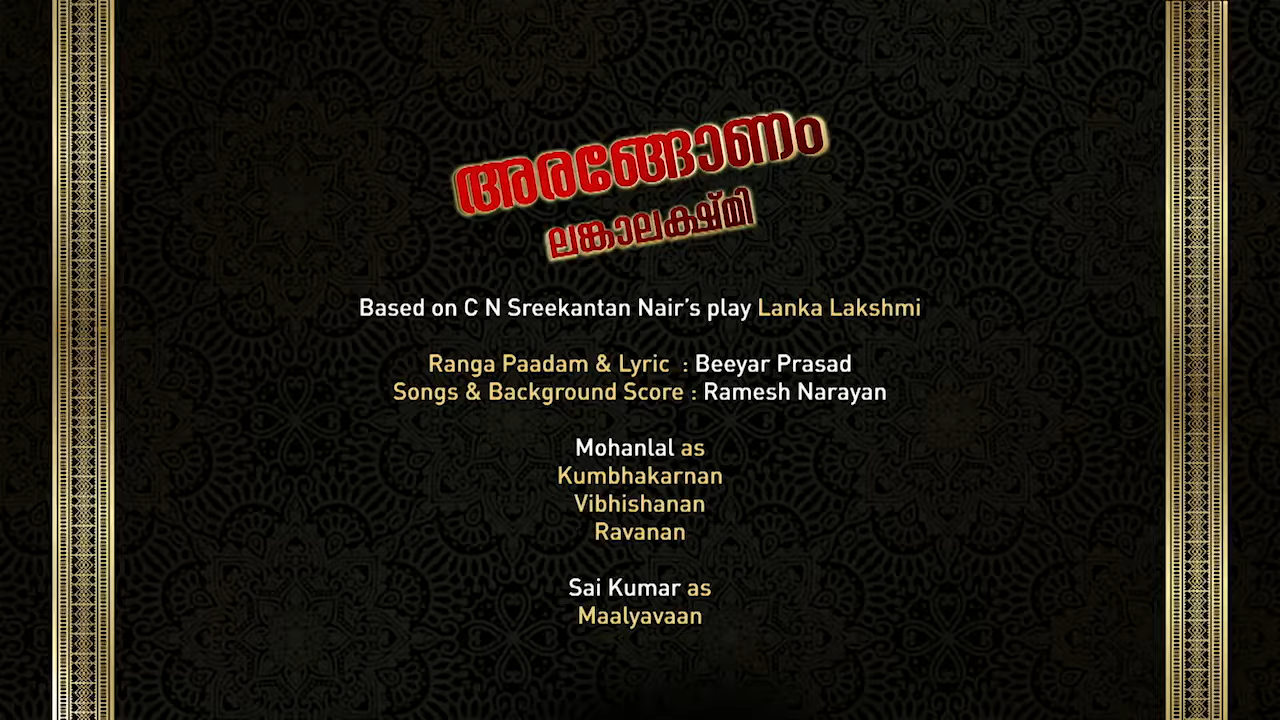 അരങ്ങോണം
ലങ്കാലക്ഷ്മി
Based on C N Sreekantan Nair's play Lanka Lakshmi
Ranga Paadam & Lyric : Beeyar Prasad
Songs & Background Score : Ramesh Narayan
Mohanlal as
Kumbhakarnan
Vibhishanan
Ravanan
Sai Kumar as
Maalyavaan